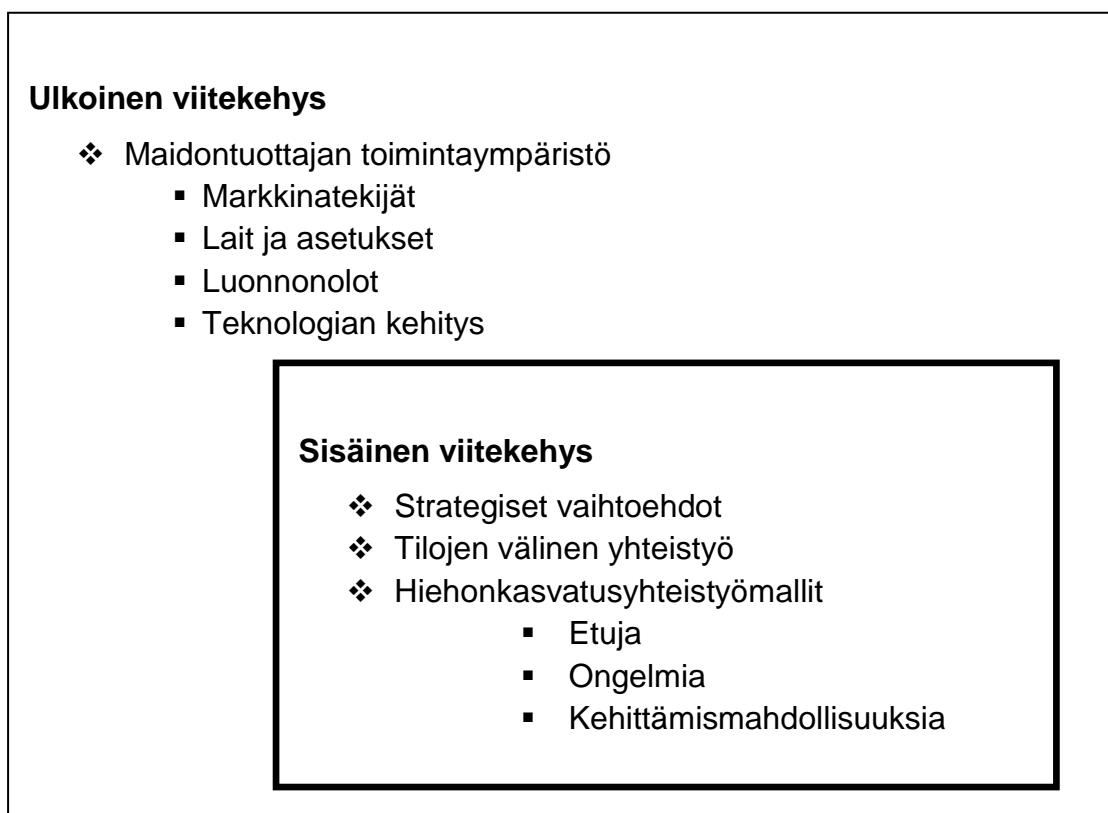 Ulkoinen viitekehys
❖ Maidontuottajan toimintaympäristö
▪ Markkinatekijät
▪ Lait ja asetukset
▪ Luonnonolot
▪ Teknologian kehitys
Sisäinen viitekehys
❖ Strategiset vaihtoehdot
❖ Tilojen välinen yhteistyö
❖ Hiehonkasvatusyhteistyömallit
▪ Etuja
▪ Ongelmia
▪ Kehittämismahdollisuuksia